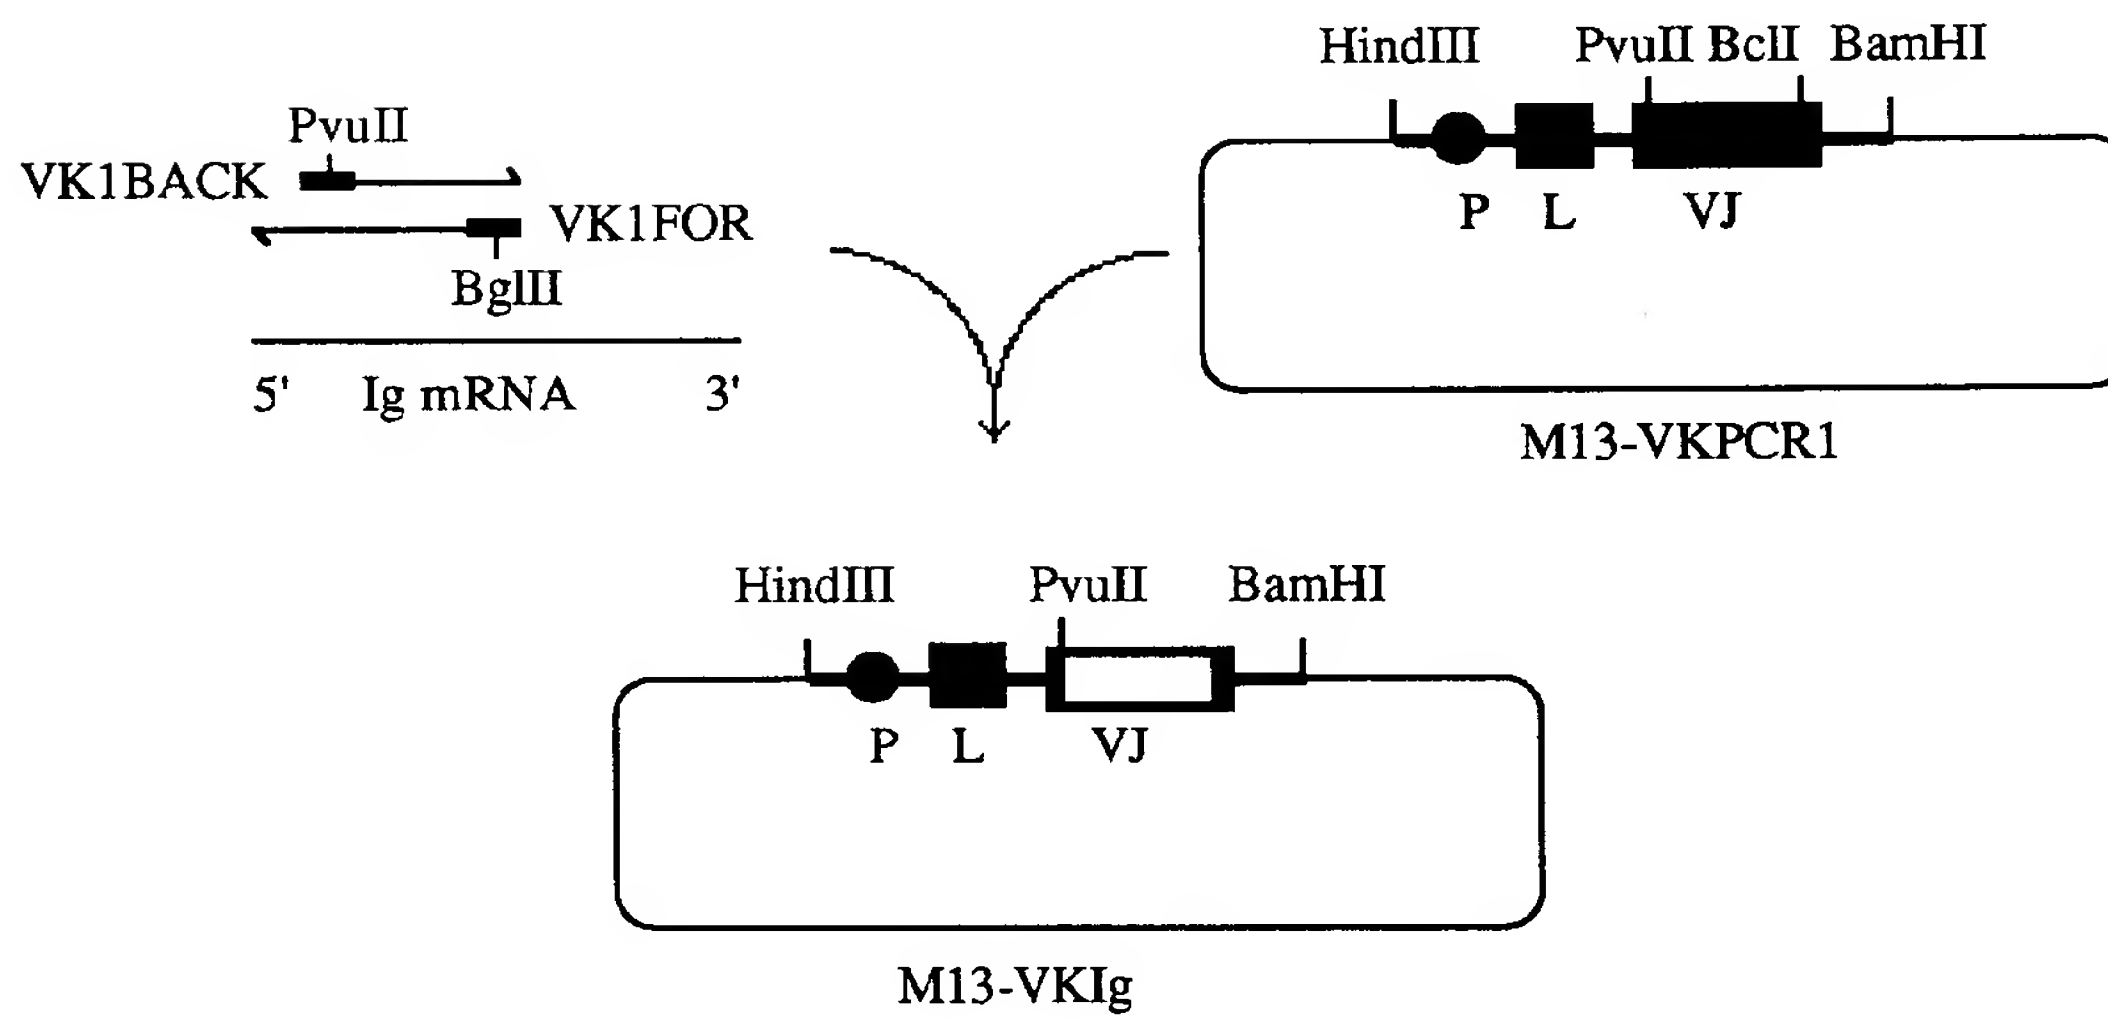 HindIII PvuII BclI BamHI
PvuII
VK1BACK
VK1FOR
BglII
P L VJ
5' Ig mRNA 3'
M13-VKPCR1
HindIII PvuII BamHI
P L VJ
M13-VKIg